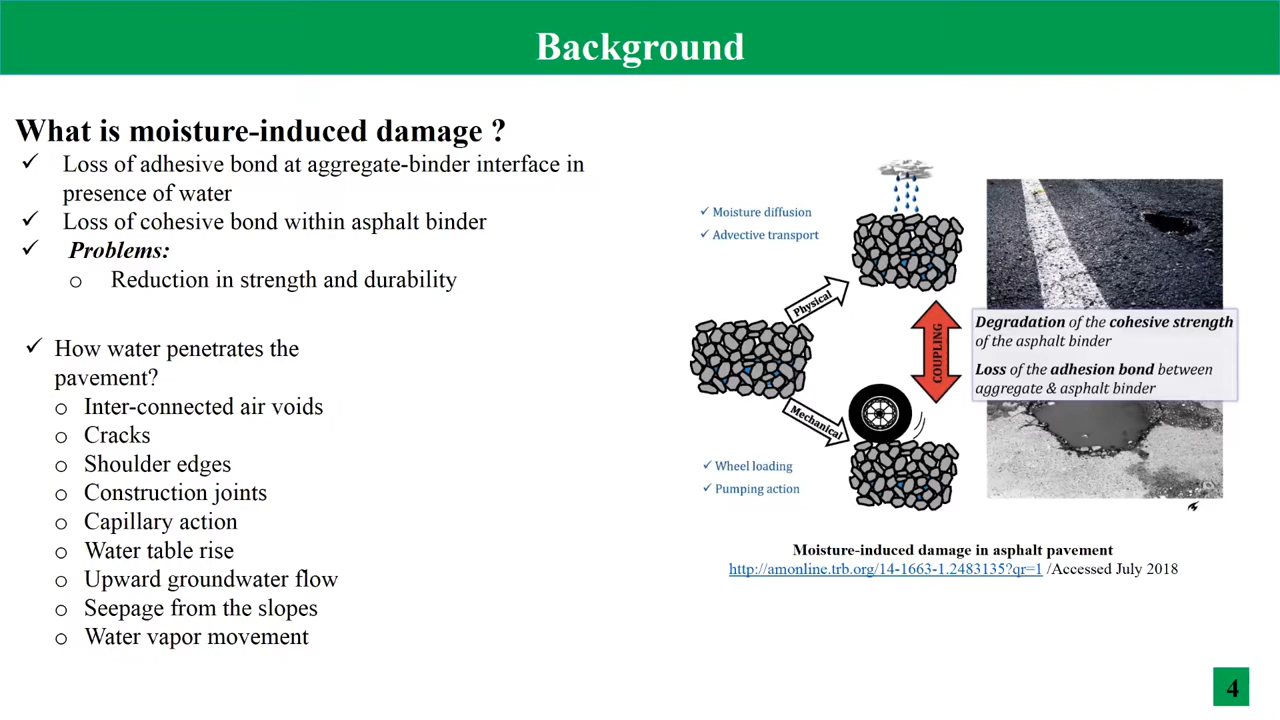 Background
What is moisture-induced damage ?
✓ Loss of adhesive bond at aggregate-binder interface in
presence of water
✓ Loss of cohesive bond within asphalt binder
✓ Problems:
o Reduction in strength and durability
✓ How water penetrates the
pavement?
o Inter-connected air voids
o Cracks
o Shoulder edges
o Construction joints
o Capillary action
o Water table rise
o Upward groundwater flow
o Seepage from the slopes
o Water vapor movement
✓ Moisture diffusion
✓ Advective transport
Physical
Mechanical
COUPLING
✓ Wheel loading
✓ Pumping action
Degradation of the cohesive strength
of the asphalt binder
Loss of the adhesion bond between
aggregate & asphalt binder
Moisture-induced damage in asphalt pavement
http://amonline.trb.org/14-1663-1.2483135?qr=1 /Accessed July 2018
4